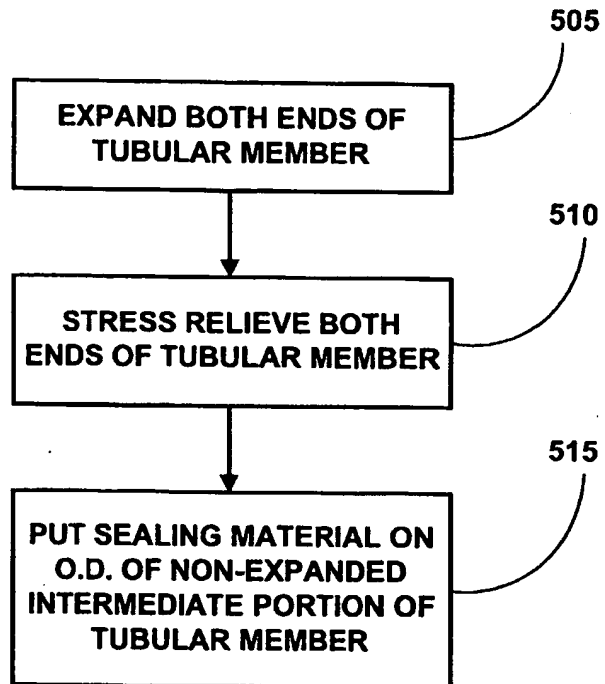 505
EXPAND BOTH ENDS OF
TUBULAR MEMBER
510
STRESS RELIEVE BOTH
ENDS OF TUBULAR MEMBER
515
PUT SEALING MATERIAL ON
O.D. OF NON-EXPANDED
INTERMEDIATE PORTION OF
TUBULAR MEMBER